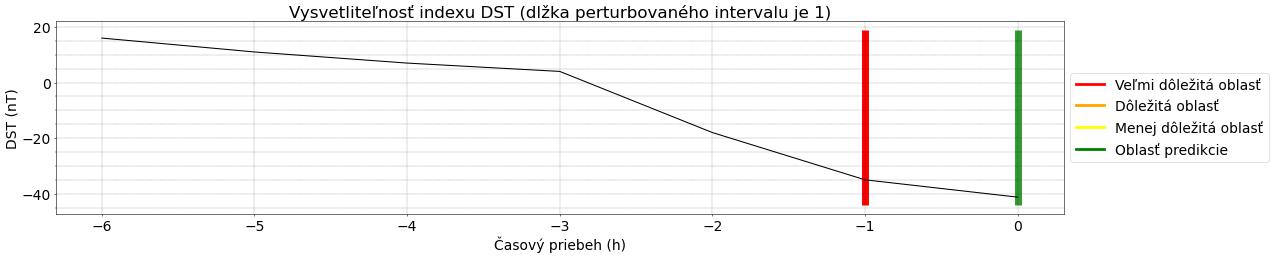 Vysvetliteľnosť indexu DST (dĺžka perturbovaného intervalu je 1)
20
0
−20
−40
DST (nT)
−6 −5 −4 −3 −2 −1 0
Časový priebeh (h)
Veľmi dôležitá oblasť
Dôležitá oblasť
Menej dôležitá oblasť
Oblasť predikcie